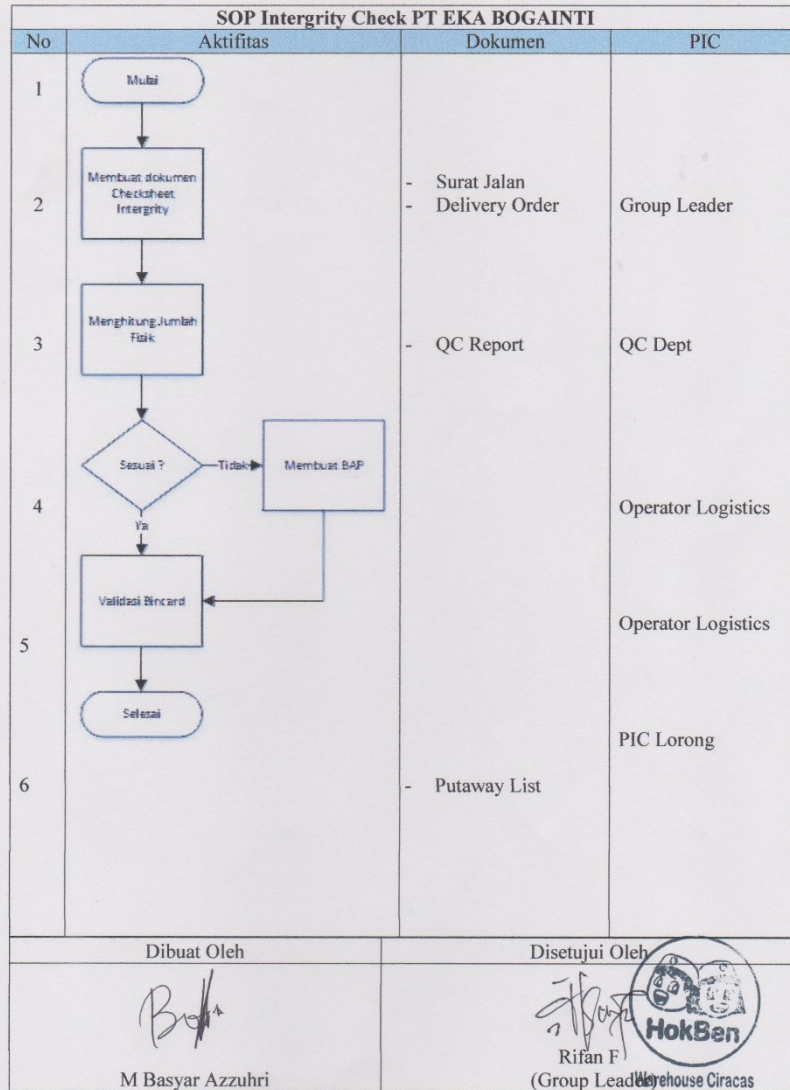 SOP Intergrity Check PT EKA BOGAINTI
No Aktifitas Dokumen PIC
1
Mulai
2
Membuat dokumen
Checksheet
Intergrity
- Surat Jalan
- Delivery Order
Group Leader
3
Menghitung Jumlah
Fisik
- QC Report
QC Dept
4
Sesuai ?
Tidak
Membuat BAP
Ya
Operator Logistics
5
Validasi Bincard
Operator Logistics
Selesai
PIC Lorong
6
- Putaway List
Dibuat Oleh
Disetujui Oleh
HokBen
M Basyar Azzuhri
Rifan F
(Group Leader)
Warehouse Ciracas